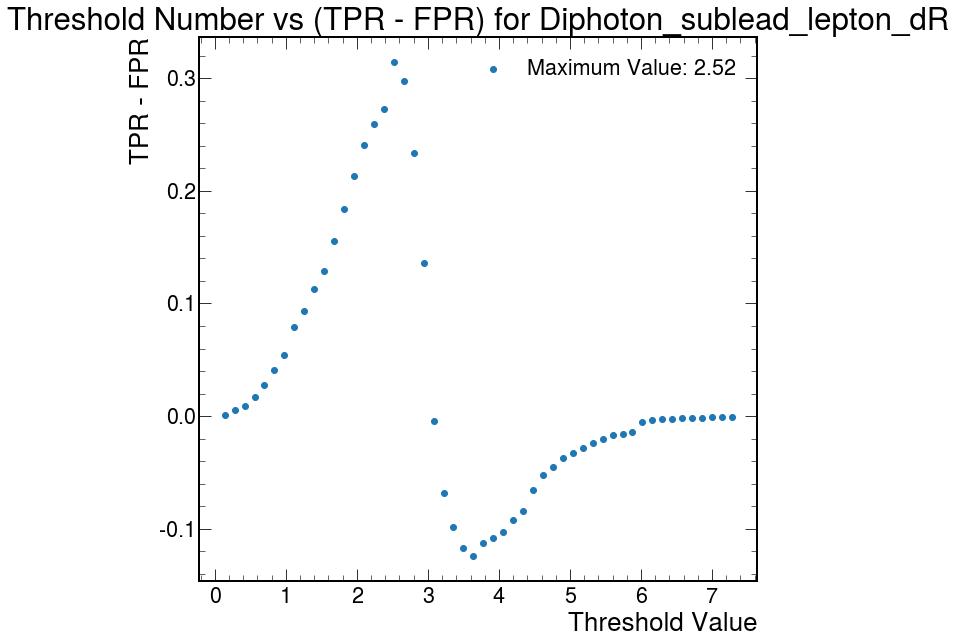 Threshold Number vs (TPR - FPR) for Diphoton_sublead_lepton_dR
TPR - FPR
Maximum Value: 2.52
0.3
0.2
0.1
0.0
-0.1
0 1 2 3 4 5 6 7
Threshold Value